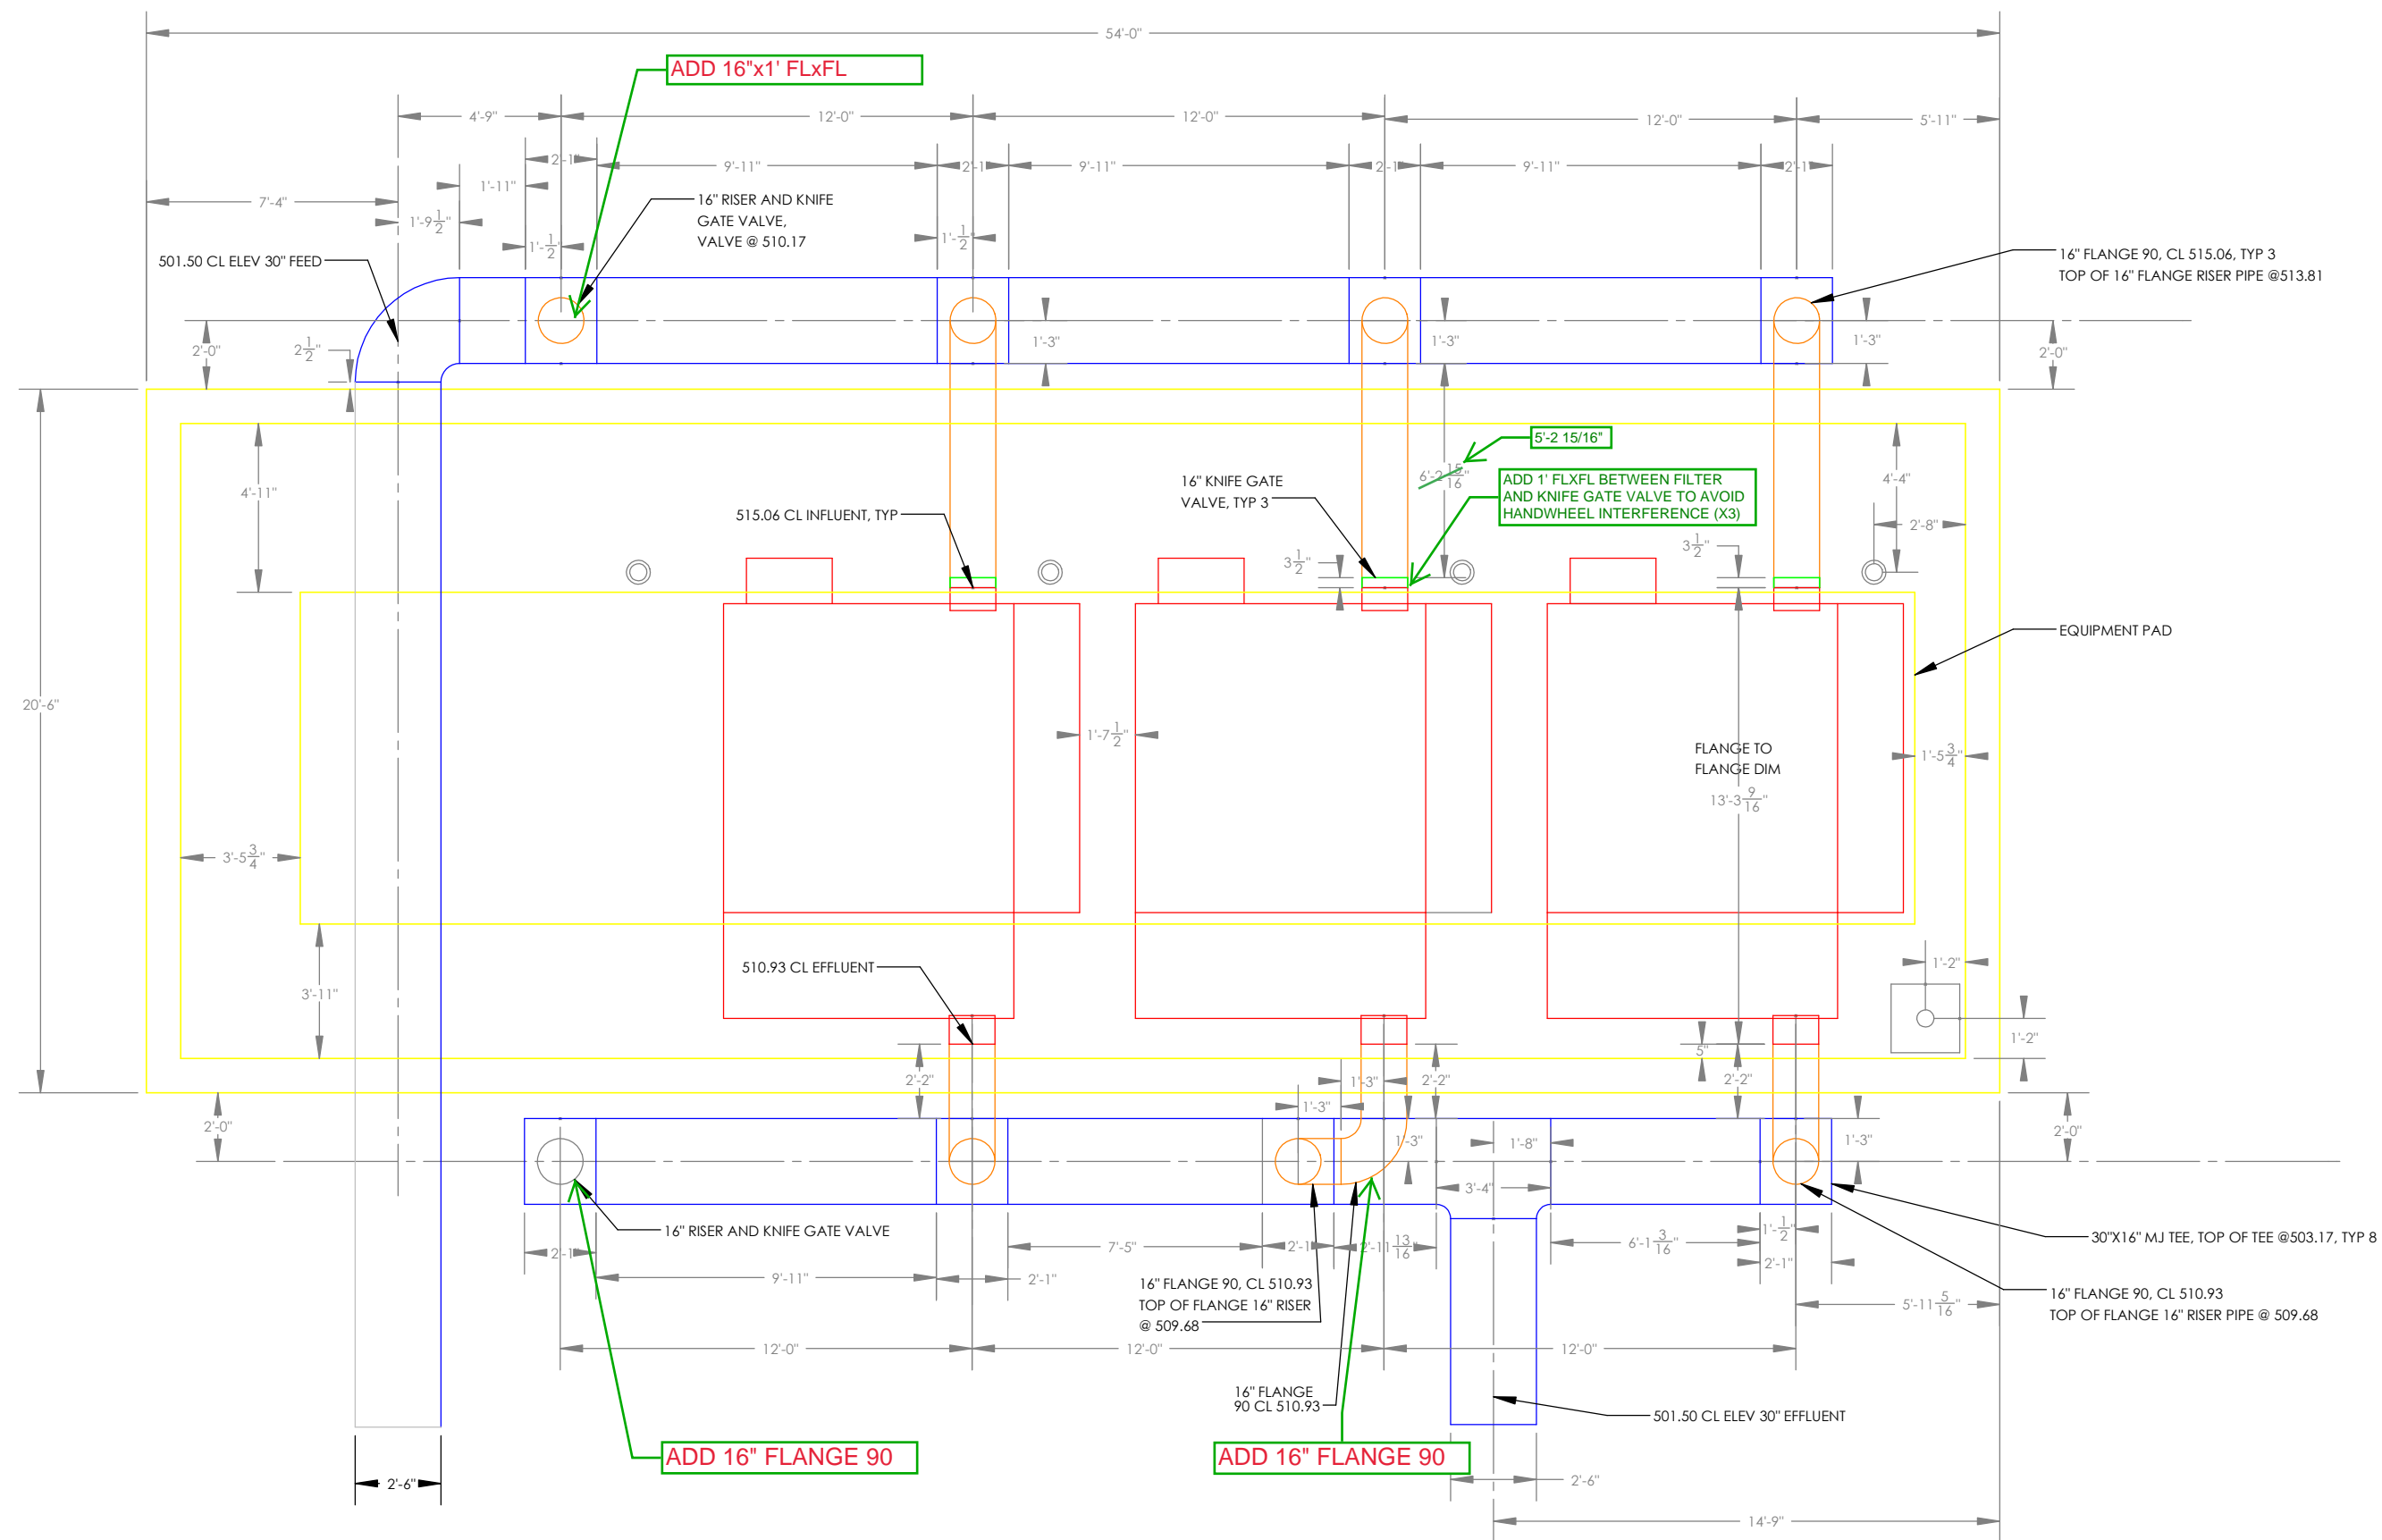 54'-0"
ADD 16"x1' FLxFL
4'-9"
12'-0"
12'-0"
12'-0"
5'-11"
2'-1"
9'-11"
2'-1
9'-11"
2'-1
9'-11"
2'-1
1'-11"
7'-4"
1'-9 1/2"
16" RISER AND KNIFE
GATE VALVE,
VALVE @ 510.17
1'-1/2"
1'-1/2"
501.50 CL ELEV 30" FEED
16" FLANGE 90, CL 515.06, TYP 3
TOP OF 16" FLANGE RISER PIPE @513.81
2'-0"
2 1/2"
1'-3"
1'-3"
1'-3"
2'-0"
5'-2 15/16"
6'-2 15/16"
4'-11"
4'-4"
16" KNIFE GATE
VALVE, TYP 3
ADD 1' FLXFL BETWEEN FILTER
AND KNIFE GATE VALVE TO AVOID
HANDWHEEL INTERFERENCE (X3)
515.06 CL INFLUENT, TYP
2'-8"
3 1/2"
3 1/2"
EQUIPMENT PAD
20'-6"
1'-7 1/2"
FLANGE TO
FLANGE DIM
13'-3 9/16"
1'-5 3/4"
3'-5 3/4"
510.93 CL EFFLUENT
1'-2"
3'-11"
1'-2"
5"
2'-2"
2'-2"
2'-2"
1'-3"
1'-3"
2'-0"
1'-3"
1'-8"
1'-3"
2'-0"
3'-4"
16" RISER AND KNIFE GATE VALVE
1'-1/2"
30"X16" MJ TEE, TOP OF TEE @503.17, TYP 8
2'-1"
7'-5"
2'-1"
2'-11 13/16"
6'-1 3/16"
9'-11"
2'-1"
2'-1"
16" FLANGE 90, CL 510.93
TOP OF FLANGE 16" RISER
@ 509.68
5'-11 5/16"
16" FLANGE 90, CL 510.93
TOP OF FLANGE 16" RISER PIPE @ 509.68
12'-0"
12'-0"
12'-0"
16" FLANGE
90 CL 510.93
501.50 CL ELEV 30" EFFLUENT
ADD 16" FLANGE 90
ADD 16" FLANGE 90
2'-6"
2'-6"
14'-9"